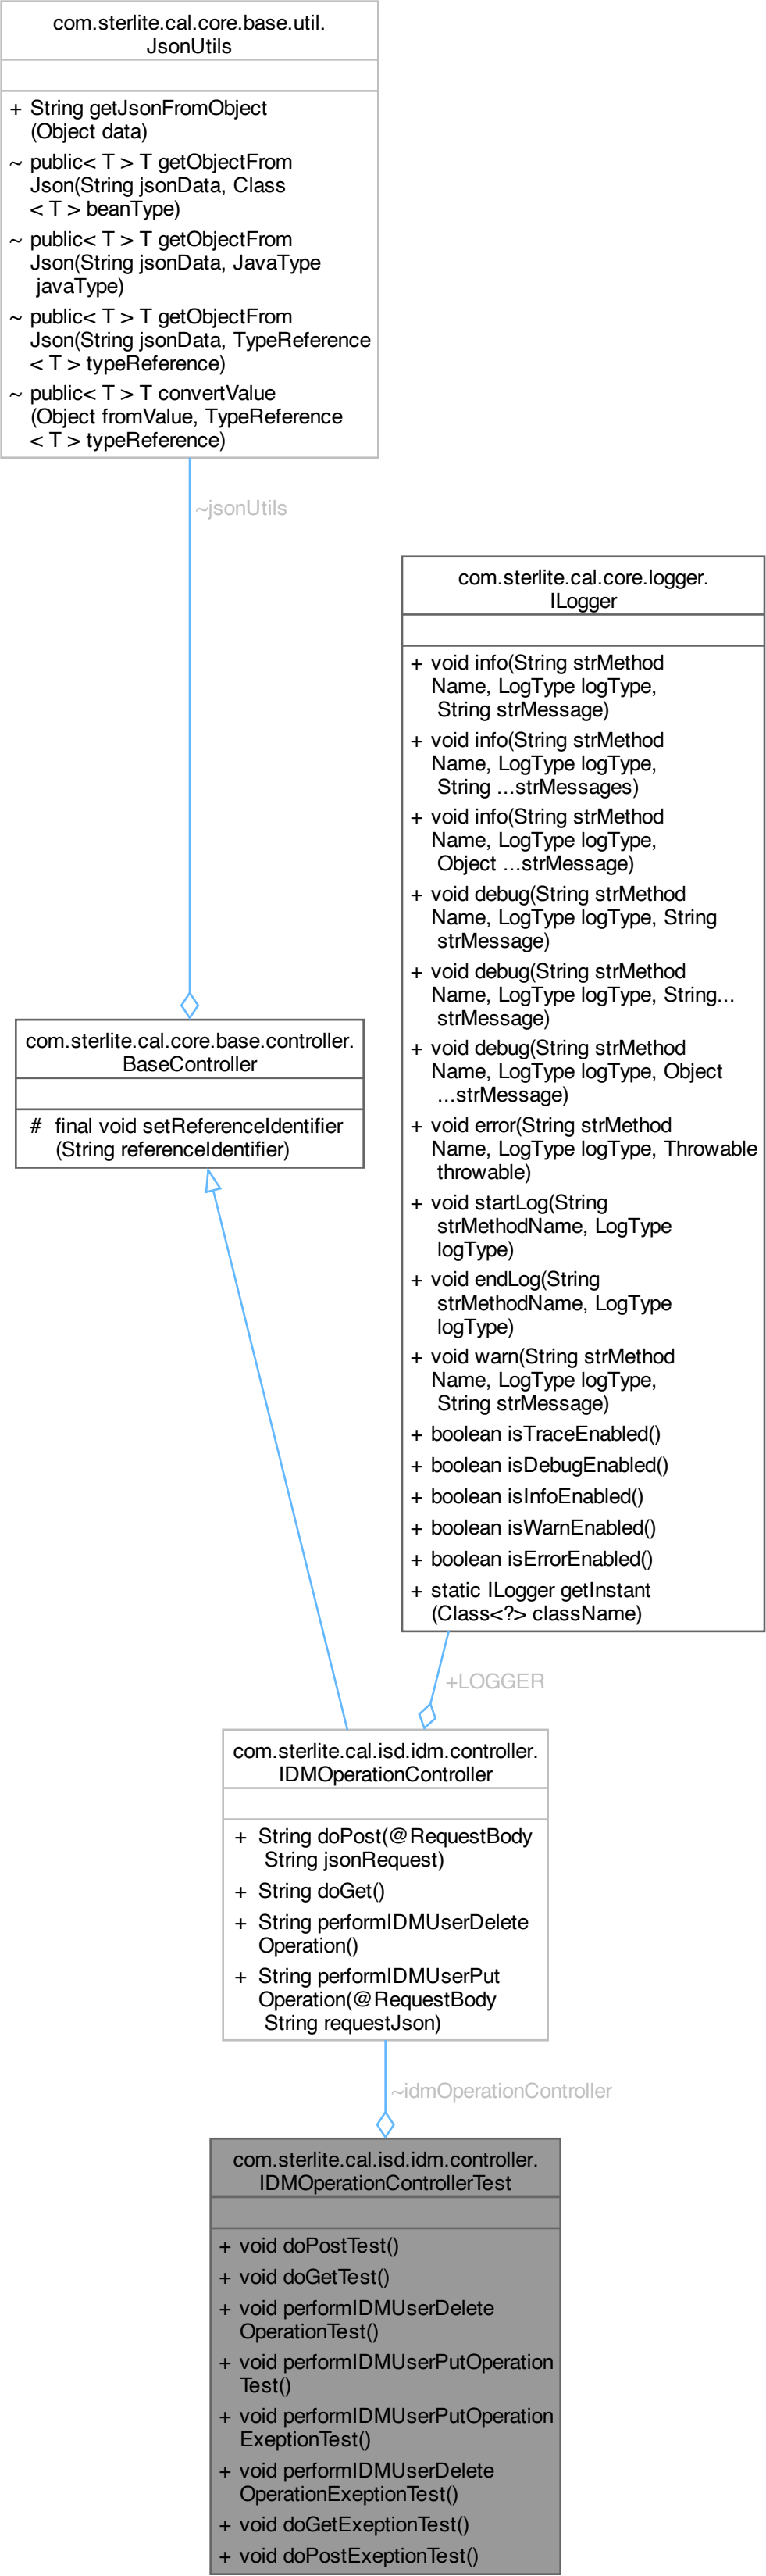 com.sterlite.cal.core.base.util.
JsonUtils
+ String getJsonFromObject
(Object data)
~ public< T > T getObjectFrom
Json(String jsonData, Class
< T > beanType)
~ public< T > T getObjectFrom
Json(String jsonData, JavaType
javaType)
~ public< T > T getObjectFrom
Json(String jsonData, TypeReference
< T > typeReference)
~ public< T > T convertValue
(Object fromValue, TypeReference
< T > typeReference)
~jsonUtils
com.sterlite.cal.core.logger.
ILogger
+ void info(String strMethod
Name, LogType logType,
String strMessage)
+ void info(String strMethod
Name, LogType logType,
String ...strMessages)
+ void info(String strMethod
Name, LogType logType,
Object ...strMessage)
+ void debug(String strMethod
Name, LogType logType, String
strMessage)
+ void debug(String strMethod
Name, LogType logType, String...
strMessage)
+ void debug(String strMethod
Name, LogType logType, Object
...strMessage)
+ void error(String strMethod
Name, LogType logType, Throwable
throwable)
+ void startLog(String
strMethodName, LogType
logType)
+ void endLog(String
strMethodName, LogType
logType)
+ void warn(String strMethod
Name, LogType logType,
String strMessage)
+ boolean isTraceEnabled()
+ boolean isDebugEnabled()
+ boolean isInfoEnabled()
+ boolean isWarnEnabled()
+ boolean isErrorEnabled()
+ static ILogger getInstant
(Class<?> className)
com.sterlite.cal.core.base.controller.
BaseController
# final void setReferenceIdentifier
(String referenceIdentifier)
+LOGGER
com.sterlite.cal.isd.idm.controller.
IDMOperationController
+ String doPost(@RequestBody
String jsonRequest)
+ String doGet()
+ String performIDMUserDelete
Operation()
+ String performIDMUserPut
Operation(@RequestBody
String requestJson)
~idmOperationController
com.sterlite.cal.isd.idm.controller.
IDMOperationControllerTest
+ void doPostTest()
+ void doGetTest()
+ void performIDMUserDelete
OperationTest()
+ void performIDMUserPutOperation
Test()
+ void performIDMUserPutOperation
ExeptionTest()
+ void performIDMUserDelete
OperationExeptionTest()
+ void doGetExeptionTest()
+ void doPostExeptionTest()